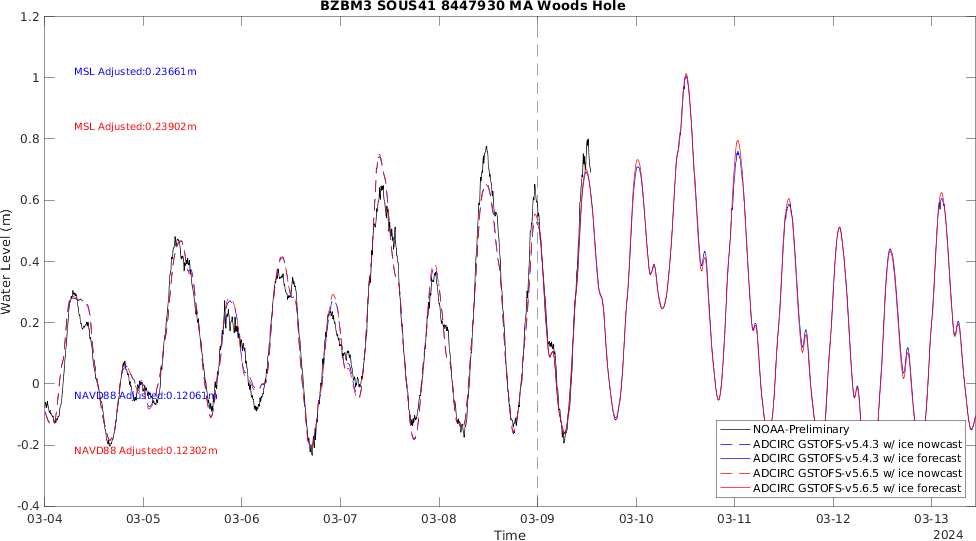 BZBM3 SOUS41 8447930 MA Woods Hole
1.2
1
0.8
0.6
0.4
0.2
0
-0.2
-0.4
Water Level (m)
MSL Adjusted:0.23661m
MSL Adjusted:0.23902m
NAVD88 Adjusted:0.12061m
NAVD88 Adjusted:0.12302m
NOAA-Preliminary
ADCIRC GSTOFS-v5.4.3 w/ ice nowcast
ADCIRC GSTOFS-v5.4.3 w/ ice forecast
ADCIRC GSTOFS-v5.6.5 w/ ice nowcast
ADCIRC GSTOFS-v5.6.5 w/ ice forecast
03-04 03-05 03-06 03-07 03-08 03-09 03-10 03-11 03-12 03-13
Time
2024